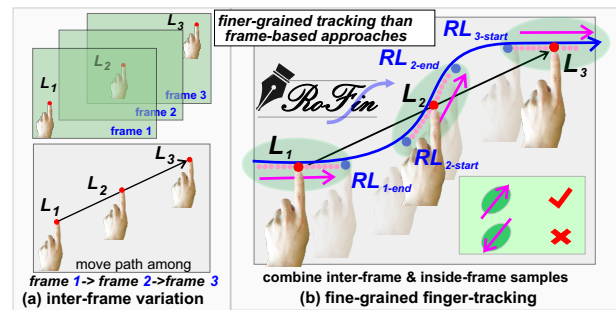 finer-grained tracking than
frame-based approaches
L3
L2
L1
frame 3
frame 2
frame 1
L3
L2
L1
move path among
frame 1-> frame 2->frame 3
(a) inter-frame variation
RL3-start
RL2-end
L3
RoFin
L2
L1
RL2-start
RL1-end
combine inter-frame & inside-frame samples
(b) fine-grained finger-tracking